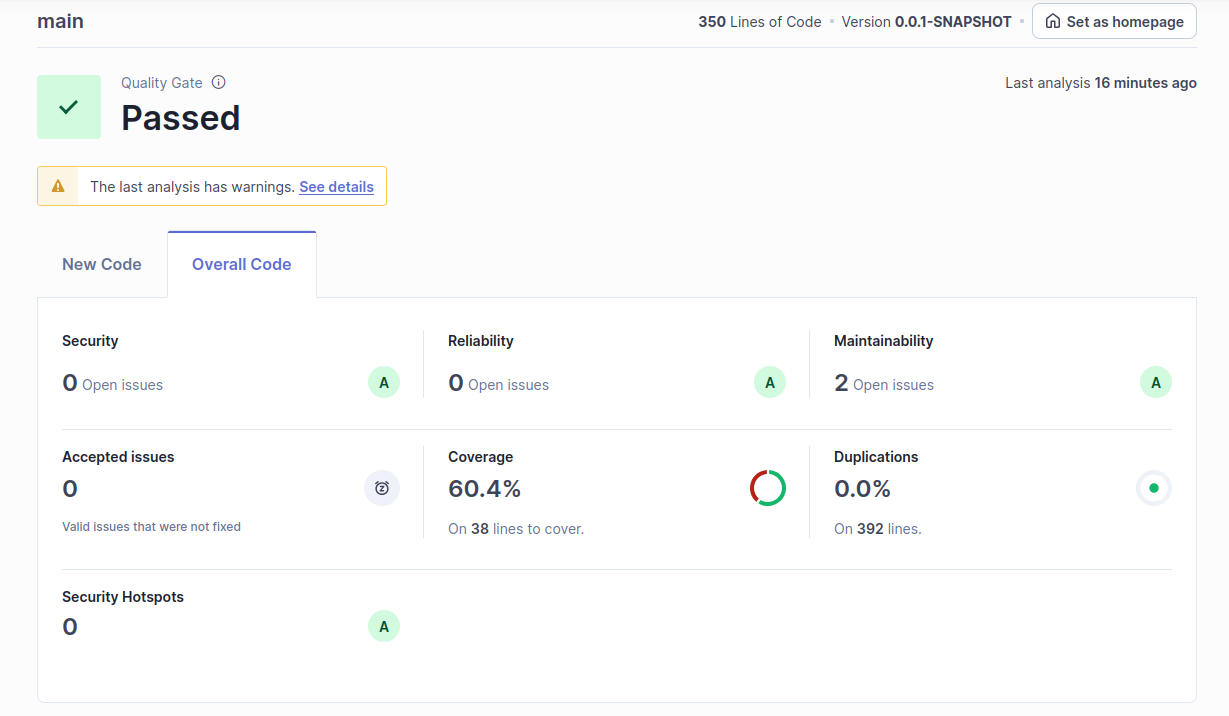 main
350 Lines of Code • Version 0.0.1-SNAPSHOT • Set as homepage
Quality Gate
Last analysis 16 minutes ago
Passed
The last analysis has warnings. See details
New Code Overall Code
Security Reliability Maintainability
0 Open issues A 0 Open issues A 2 Open issues A
Accepted issues Coverage Duplications
0 60.4% 0.0%
Valid issues that were not fixed On 38 lines to cover. On 392 lines.
Security Hotspots
0 A